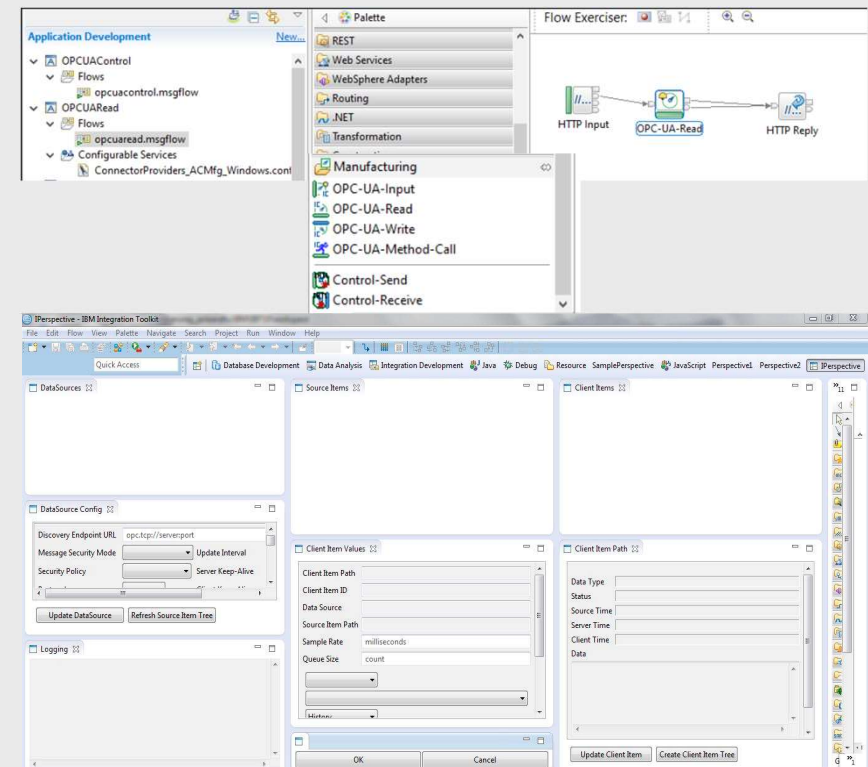 Application Development New...
OPCUAControl
Flows
opcuacontrol.msgflow
OPCUARead
Flows
opcuaread.msgflow
Configurable Services
ConnectorProviders_ACMfg_Windows.conf
Palette
REST
Web Services
WebSphere Adapters
Routing
.NET
Transformation
Manufacturing
OPC-UA-Input
OPC-UA-Read
OPC-UA-Write
OPC-UA-Method-Call
Control-Send
Control-Receive
Flow Exerciser:
HTTP Input
OPC-UA-Read
HTTP Reply
IPerspective - IBM Integration Toolkit
File Edit Flow View Palette Navigate Search Project Run Window Help
Quick Access Database Development Data Analysis Integration Development Java Debug Resource SamplePerspective JavaScript Perspective1 Perspective2 IPerspective
DataSources
Source Items
Client Items
DataSource Config
Discovery Endpoint URL opc.tcp://server:port
Message Security Mode Update Interval
Security Policy Server Keep-Alive
Update DataSource Refresh Source Item Tree
Logging
Client Item Values
Client Item Path
Client Item ID
Data Source
Source Item Path
Sample Rate milliseconds
Queue Size count
History
OK Cancel
Client Item Path
Data Type
Status
Source Time
Server Time
Client Time
Data
Update Client Item Create Client Item Tree